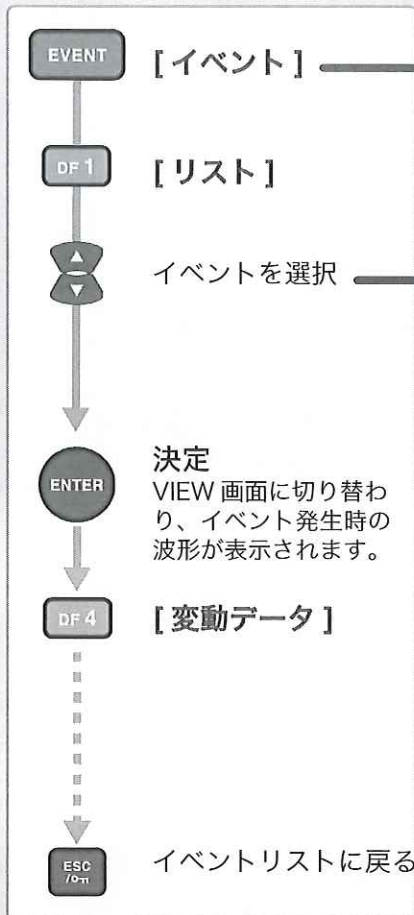 EVENT [イベント]
DF 1 [リスト]
イベントを選択
決定
ENTER VIEW 画面に切り替わ
り、イベント発生時の
波形が表示されます。
DF 4 [変動データ]
ESC イベントリストに戻る